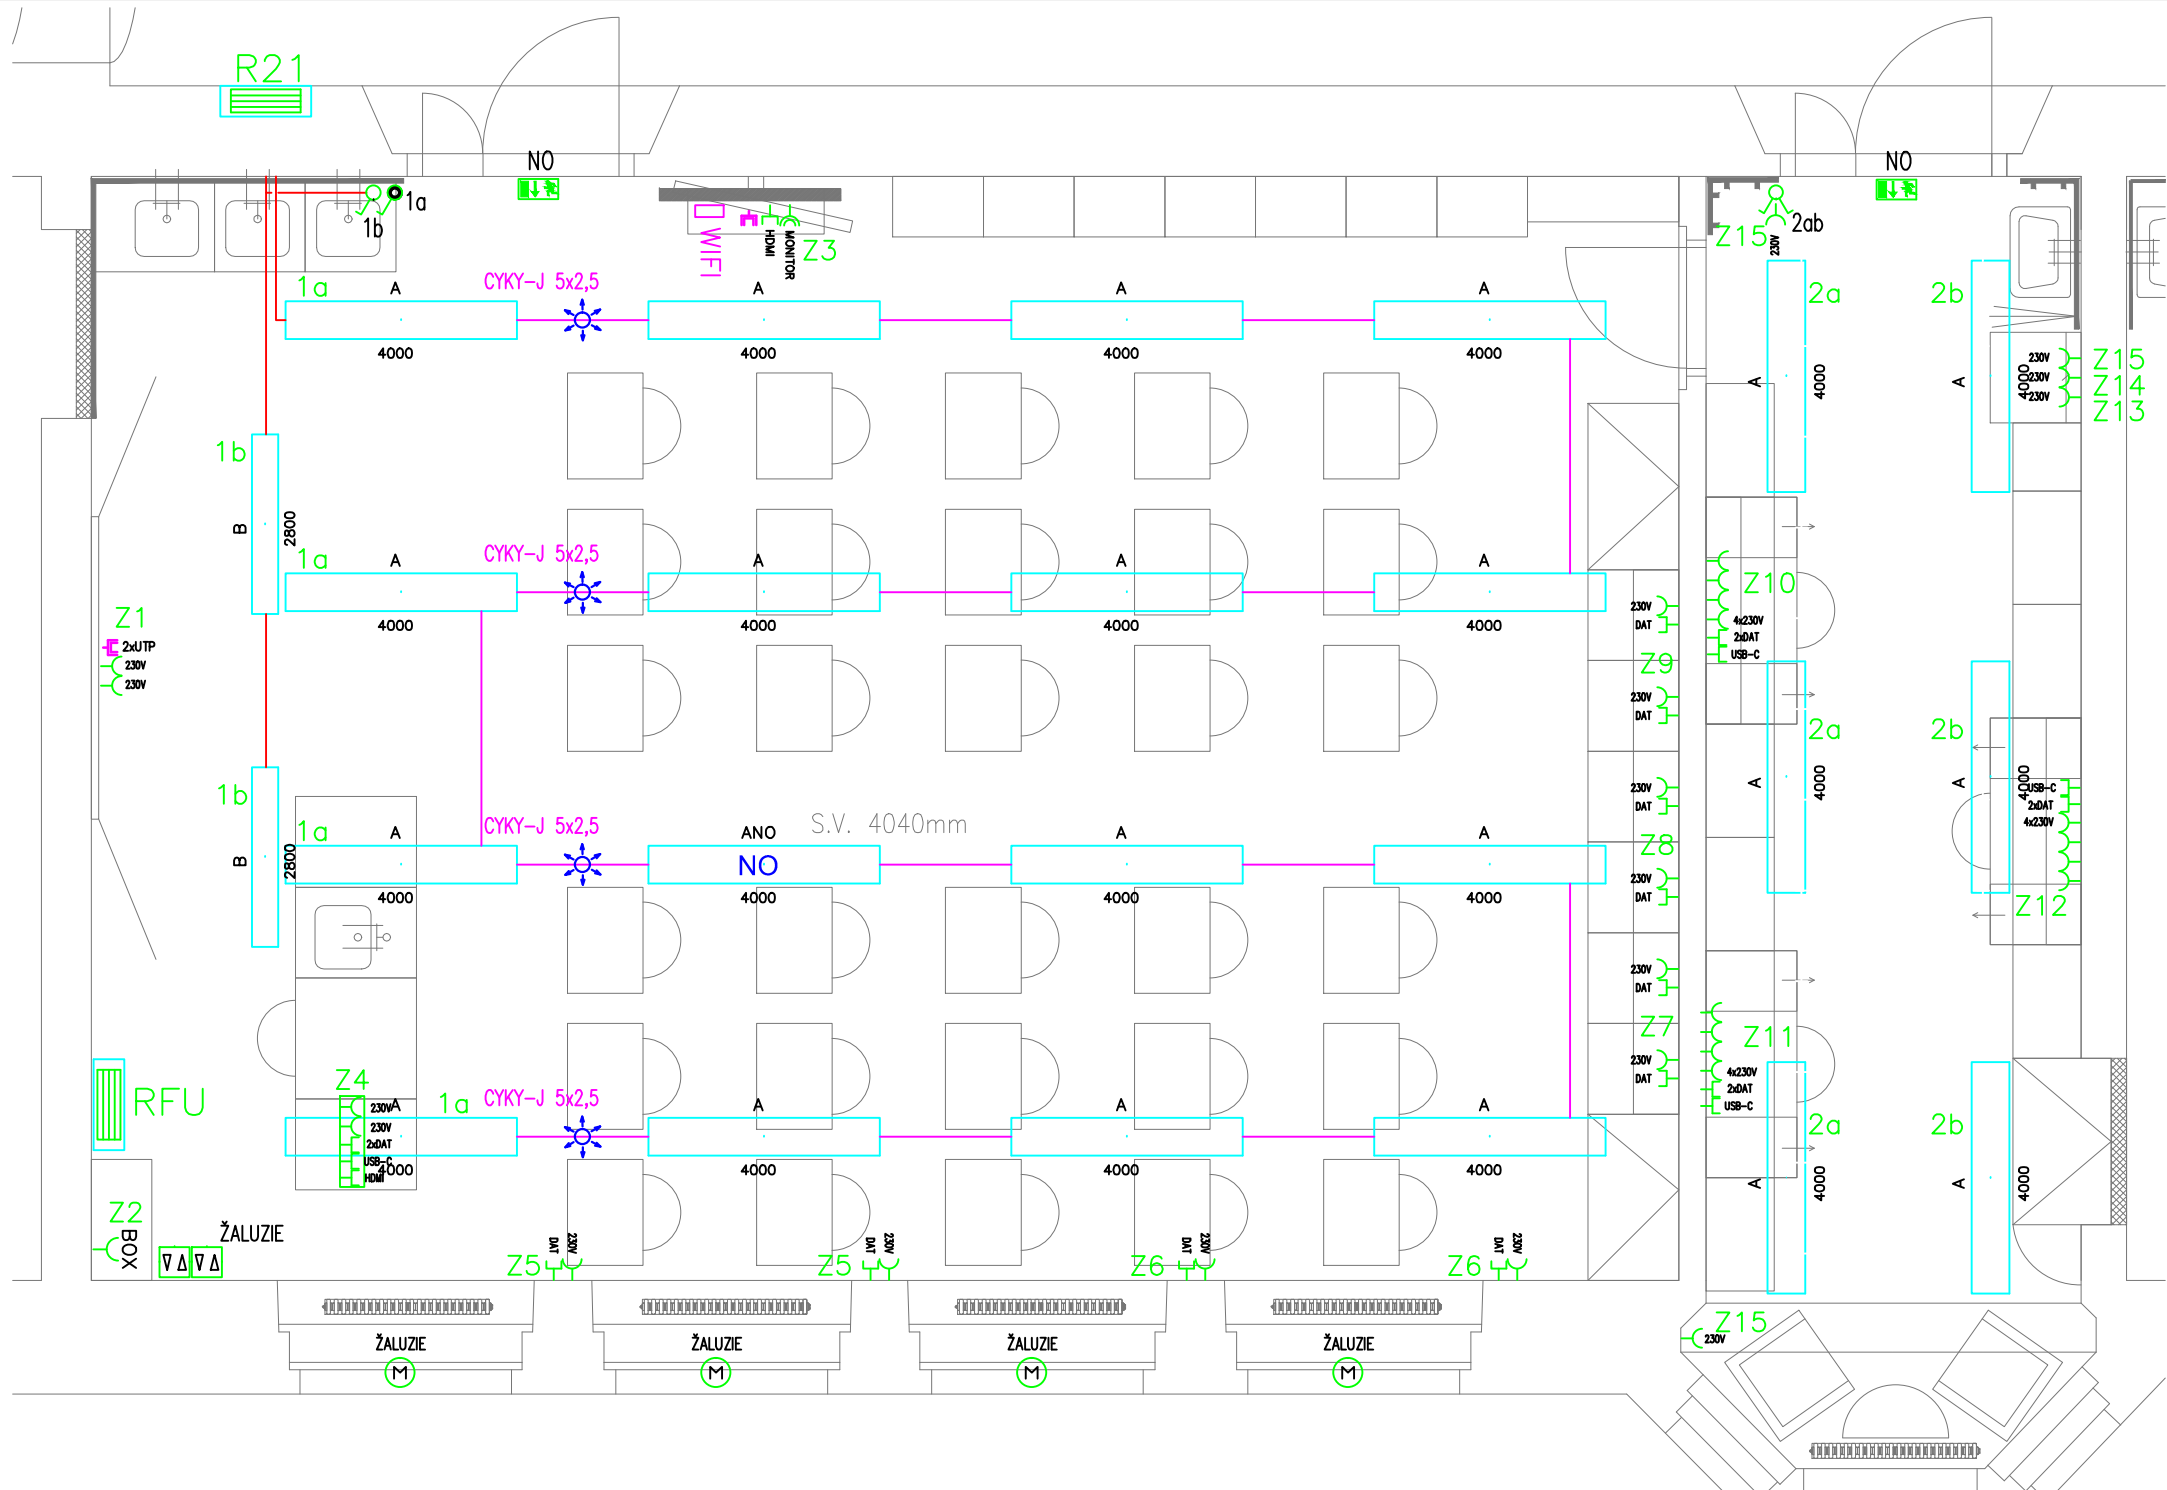 R21
NO
NO
1a
1b
WIFI
HDMI
MONITOR
Z3
Z15
230V
2ab
1a
A
CYKY-J 5x2,5
A
A
A
2a
2b
4000
4000
4000
4000
A
4000
A
4000
230V
230V
230V
Z15
Z14
Z13
1b
B
2800
1a
A
CYKY-J 5x2,5
A
A
A
4000
4000
4000
4000
Z1
2xUTP
230V
230V
230V
DAT
Z9
230V
DAT
Z10
4x230V
2xDAT
USB-C
2a
2b
A
4000
A
4000
1b
B
2800
1a
A
CYKY-J 5x2,5
ANO
NO
S.V. 4040mm
A
A
4000
4000
4000
4000
230V
DAT
Z8
230V
DAT
USB-C
2xDAT
4x230V
Z12
230V
DAT
Z7
230V
DAT
Z11
4x230V
2xDAT
USB-C
RFU
Z4
230V
230V
2xDAT
USB-C
HDMI
A
1a
CYKY-J 5x2,5
A
A
A
4000
4000
4000
4000
2a
2b
A
4000
A
4000
Z2
BOX
ŽALUZIE
Z5
DAT
230V
Z5
DAT
230V
Z6
DAT
230V
Z6
DAT
230V
Z15
230V
ŽALUZIE
ŽALUZIE
ŽALUZIE
ŽALUZIE
M
M
M
M